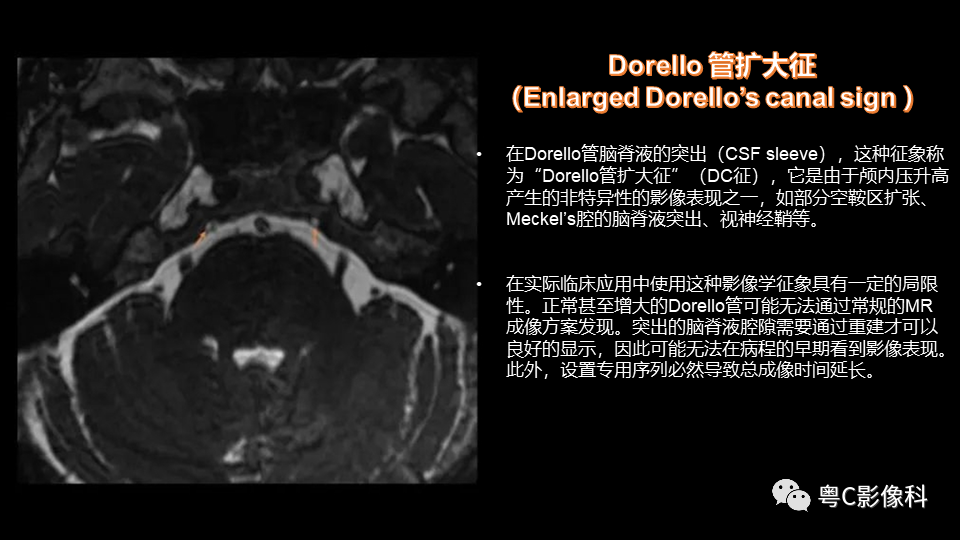 Dorello 管扩大征
（Enlarged Dorello’s canal sign ）
• 在Dorello管脑脊液的突出（CSF sleeve），这种征象称
为“Dorello管扩大征”（DC征），它是由于颅内压升高
产生的非特异性的影像表现之一，如部分空鞍区扩张、
Meckel’s腔的脑脊液突出、视神经鞘等。
• 在实际临床应用中使用这种影像学征象具有一定的局限
性。正常甚至增大的Dorello管可能无法通过常规的MR
成像方案发现。突出的脑脊液腔隙需要通过重建才可以
良好的显示，因此可能无法在病程的早期看到影像表现。
此外，设置专用序列必然导致总成像时间延长。
粤C影像科